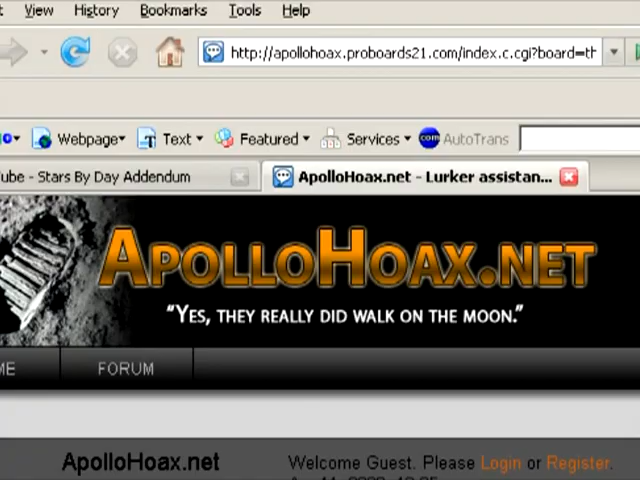 View History Bookmarks Tools Help
http://apollohoax.proboards21.com/index.c.cgi?board=th
Webpage Text Featured Services com AutoTrans
ube - Stars By Day Addendum ApolloHoax.net - Lurker assistan...
APOLLOHOAX.NET
"YES, THEY REALLY DID WALK ON THE MOON."
ME FORUM
ApolloHoax.net Welcome Guest. Please Login or Register.